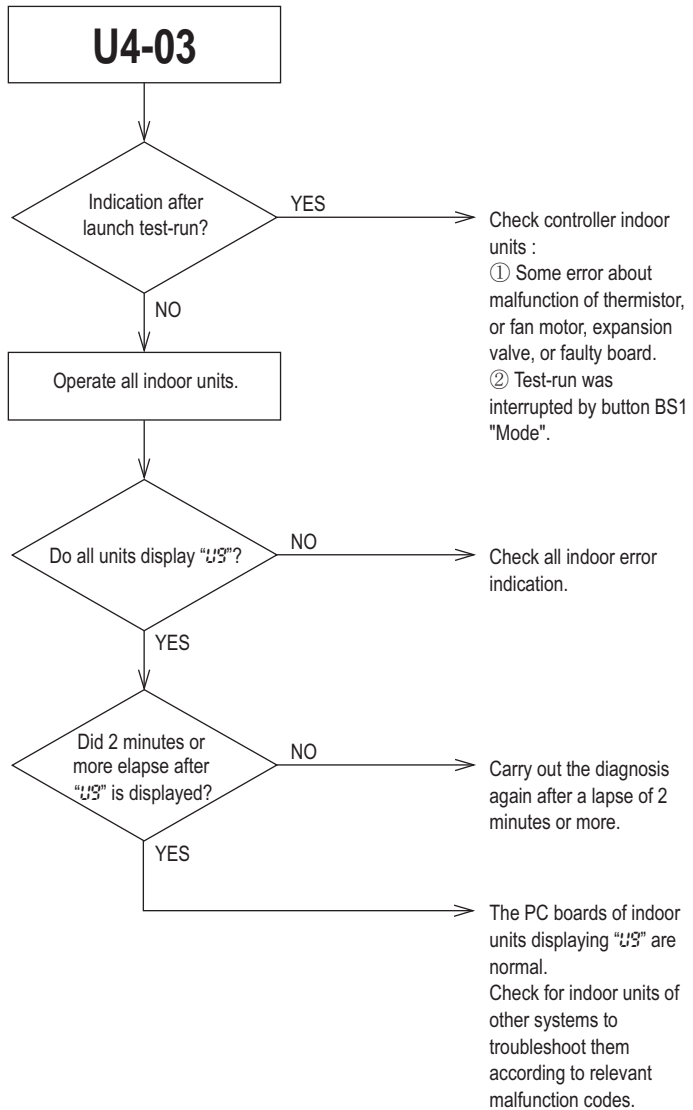 U4-03
Indication after
launch test-run?
YES
Check controller indoor
units :
① Some error about
malfunction of thermistor,
or fan motor, expansion
valve, or faulty board.
② Test-run was
interrupted by button BS1
"Mode".
NO
Operate all indoor units.
Do all units display “U9”?
NO
Check all indoor error
indication.
YES
Did 2 minutes or
more elapse after
“U9” is displayed?
NO
Carry out the diagnosis
again after a lapse of 2
minutes or more.
YES
The PC boards of indoor
units displaying “U9” are
normal.
Check for indoor units of
other systems to
troubleshoot them
according to relevant
malfunction codes.